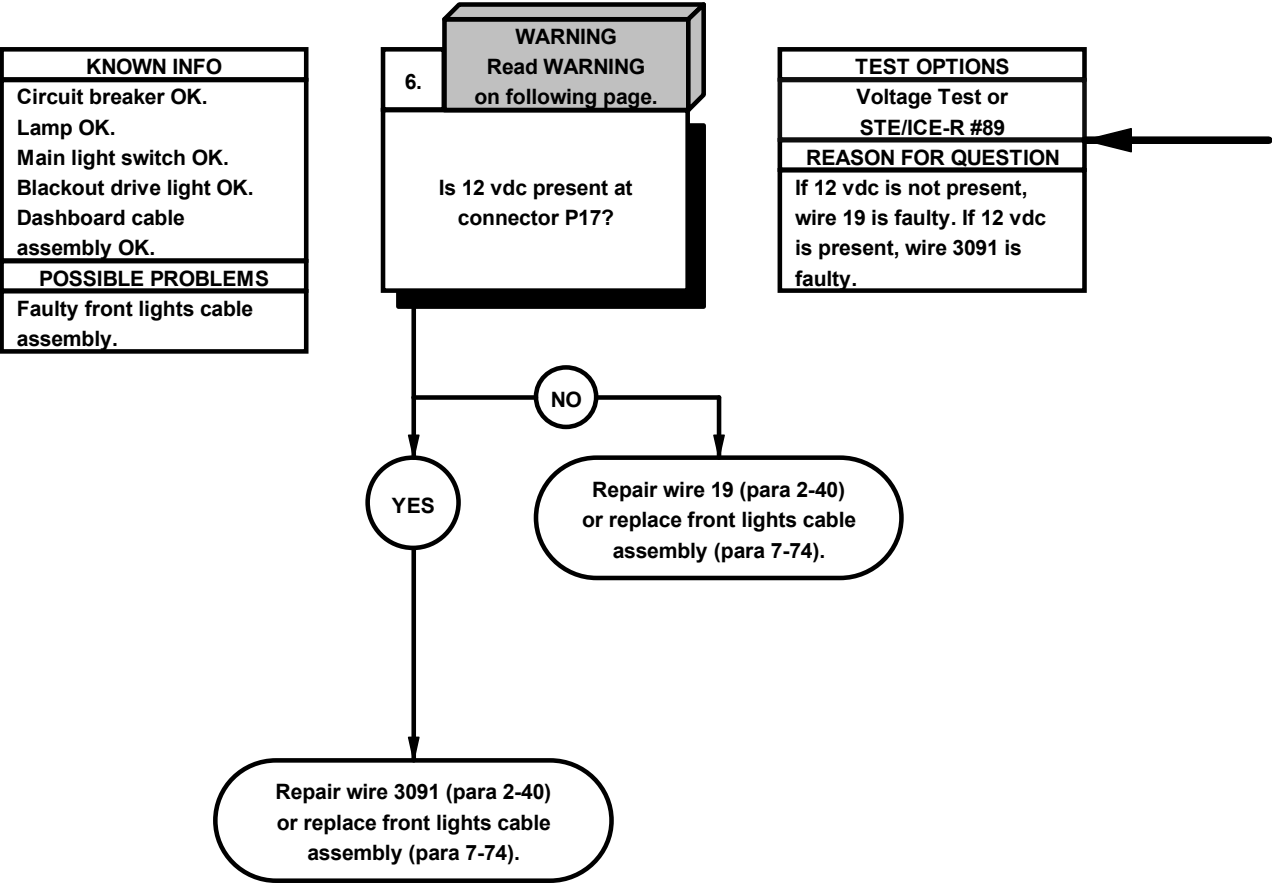 KNOWN INFO
Circuit breaker OK.
Lamp OK.
Main light switch OK.
Blackout drive light OK.
Dashboard cable
assembly OK.
POSSIBLE PROBLEMS
Faulty front lights cable
assembly.
6.
WARNING
Read WARNING
on following page.
Is 12 vdc present at
connector P17?
TEST OPTIONS
Voltage Test or
STE/ICE-R #89
REASON FOR QUESTION
If 12 vdc is not present,
wire 19 is faulty. If 12 vdc
is present, wire 3091 is
faulty.
NO
YES
Repair wire 19 (para 2-40)
or replace front lights cable
assembly (para 7-74).
Repair wire 3091 (para 2-40)
or replace front lights cable
assembly (para 7-74).